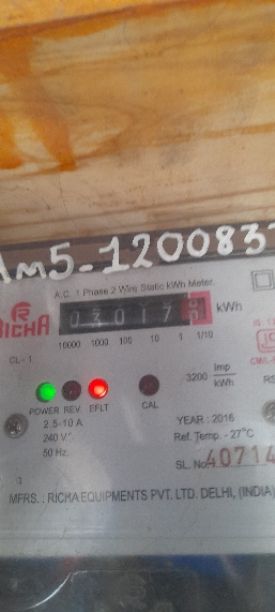 Am5-1200837
A.C. 1 Phase 2 Wire Static kWh Meter.
RICHA
03017 kWh
10000 1000 100 10 1 1/10
CL-1
3200 Imp/kWh
POWER REV. EFLT CAL
2.5-10 A
240 V~
50 Hz.
YEAR : 2016
Ref. Temp. - 27°C
SL. No. 40714
MFRS. : RICHA EQUIPMENTS PVT. LTD. DELHI, (INDIA)